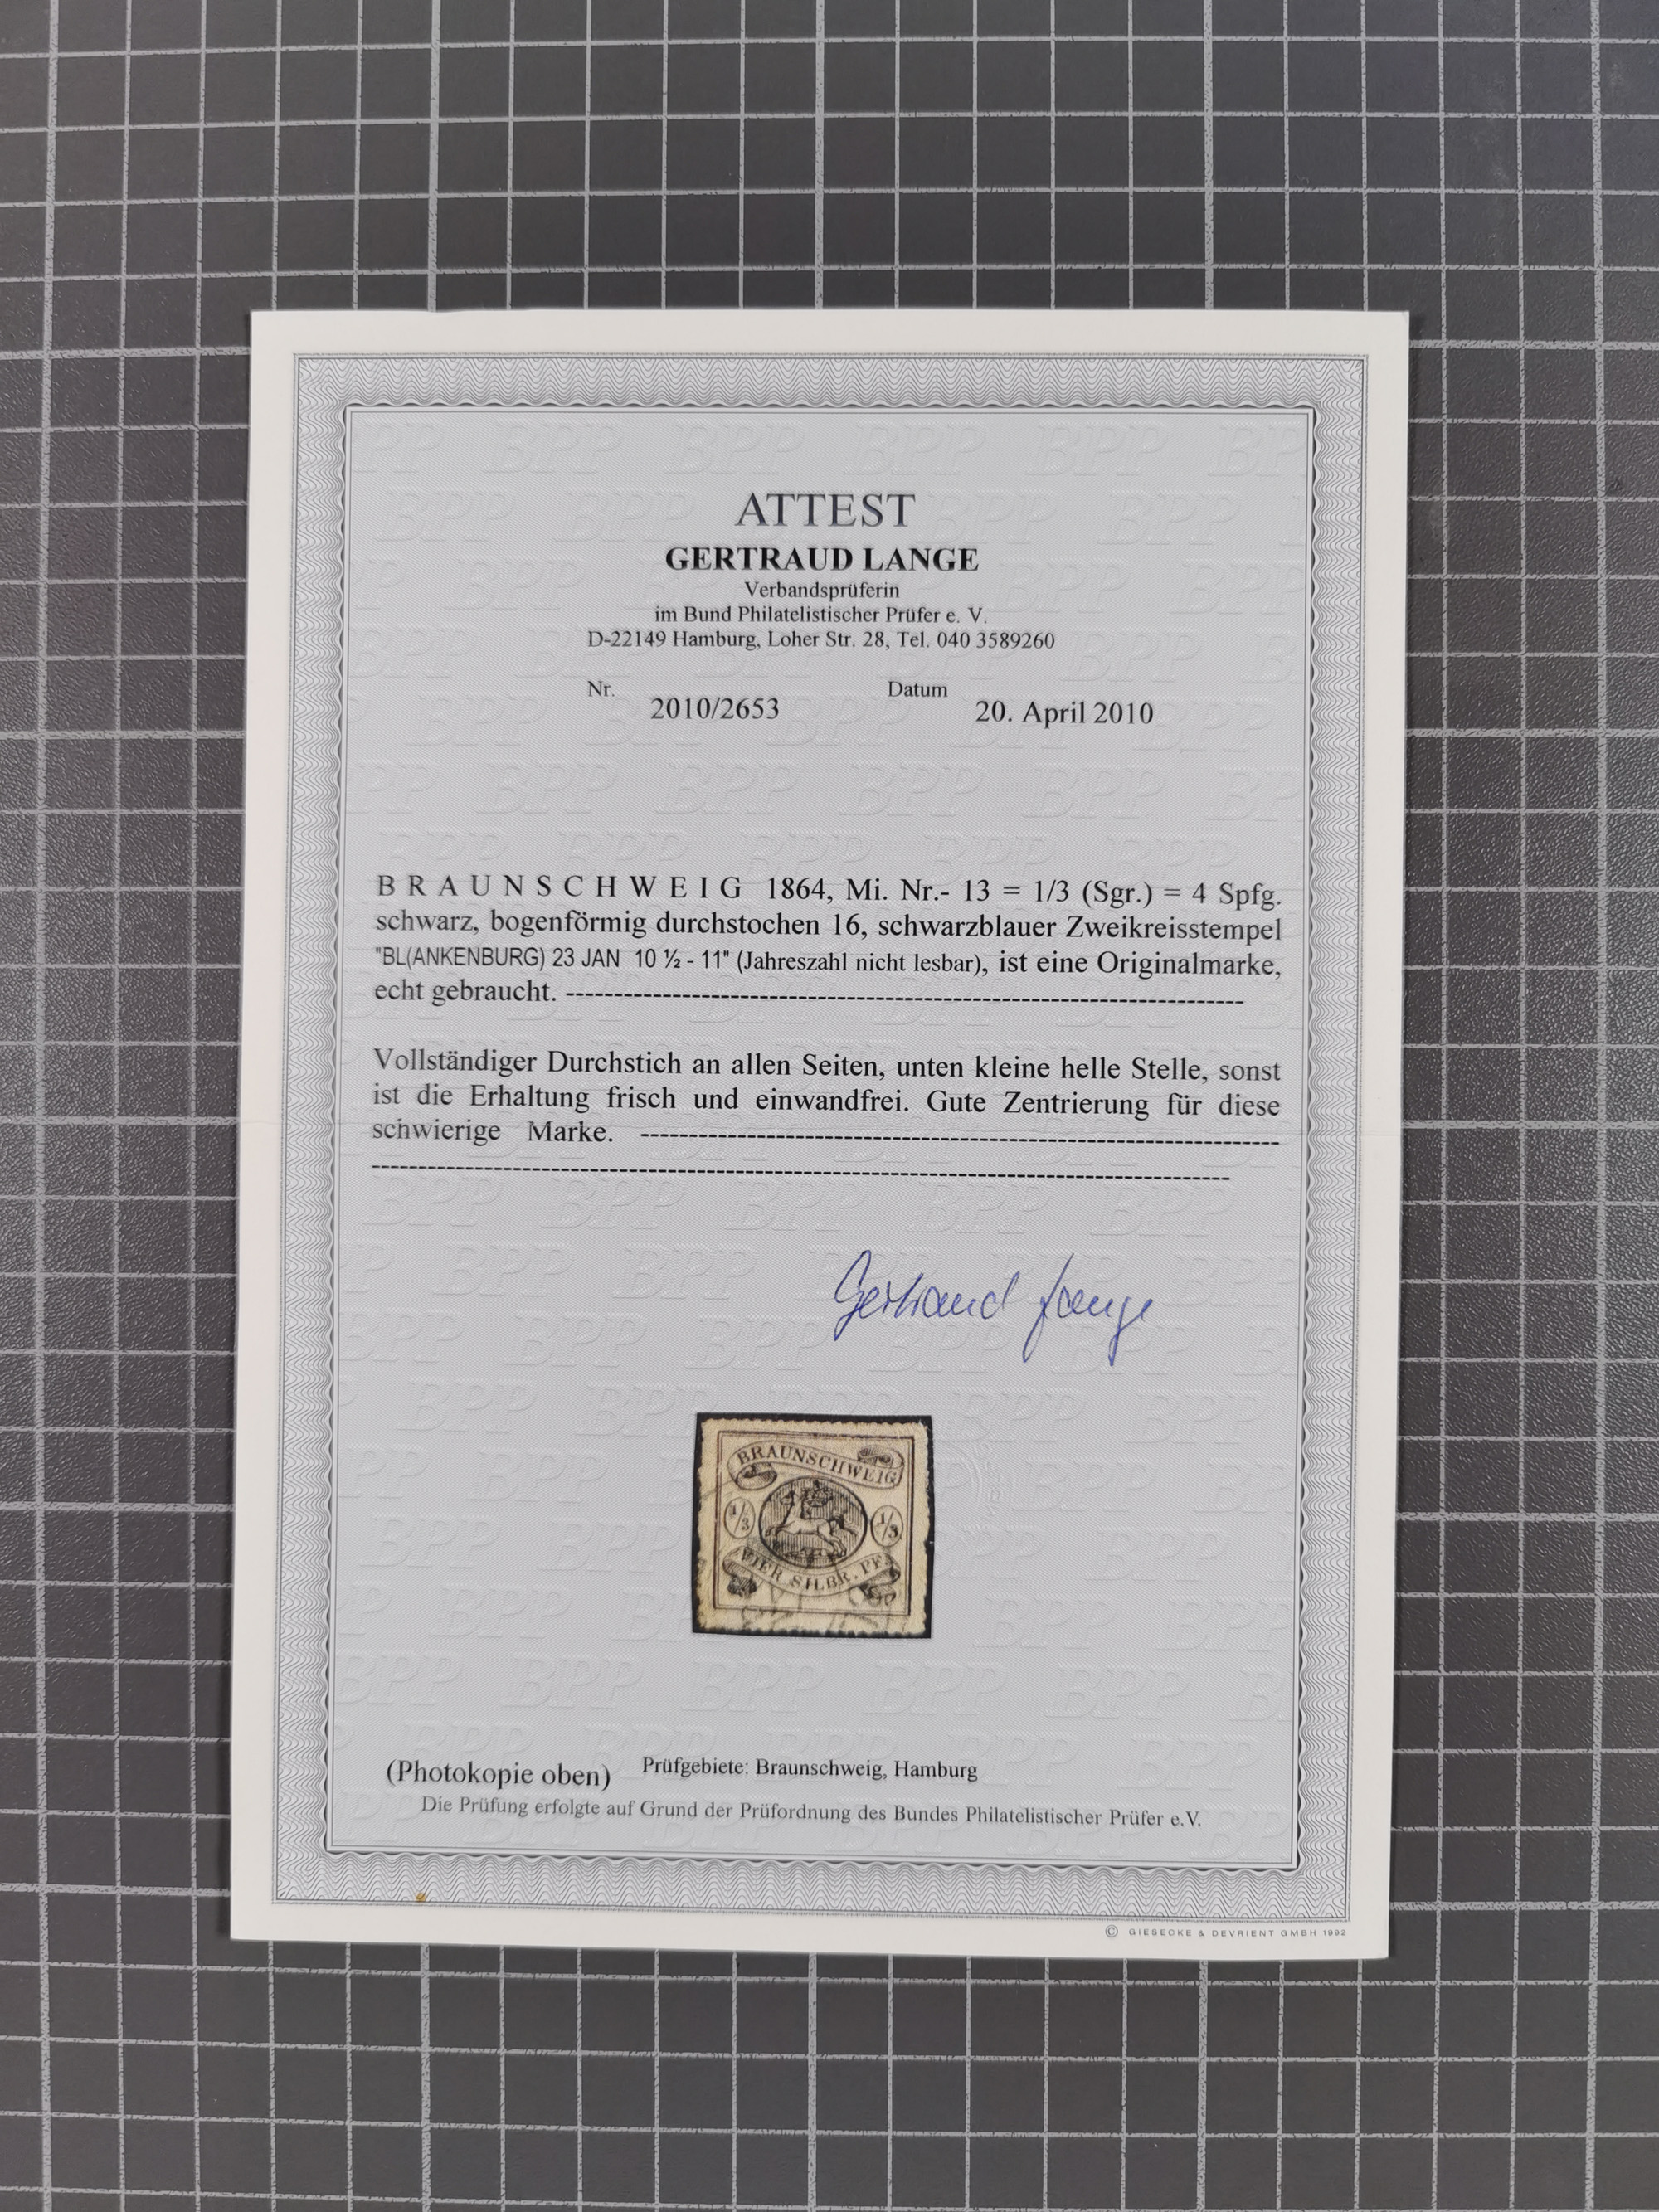 ATTEST
GERTRAUD LANGE
Verbandsprüferin
im Bund Philatelistischer Prüfer e. V.
D-22149 Hamburg, Loher Str. 28, Tel. 040 3589260
Nr. 2010/2653 Datum 20. April 2010
BRAUNSCHWEIG 1864, Mi. Nr.- 13 = 1/3 (Sgr.) = 4 Spfg.
schwarz, bogenförmig durchstochen 16, schwarzblauer Zweikreisstempel
"BL(ANKENBURG) 23 JAN 10 ½ - 11" (Jahreszahl nicht lesbar), ist eine Originalmarke,
echt gebraucht.
Vollständiger Durchstich an allen Seiten, unten kleine helle Stelle, sonst
ist die Erhaltung frisch und einwandfrei. Gute Zentrierung für diese
schwierige Marke.
Gertraud Lange
BRAUNSCHWEIG
1/3 1/3
VIER SILBR. PF.
(Photokopie oben) Prüfgebiete: Braunschweig, Hamburg
Die Prüfung erfolgte auf Grund der Prüfordnung des Bundes Philatelistischer Prüfer e.V.
© GIESECKE & DEVRIENT GMBH 1992